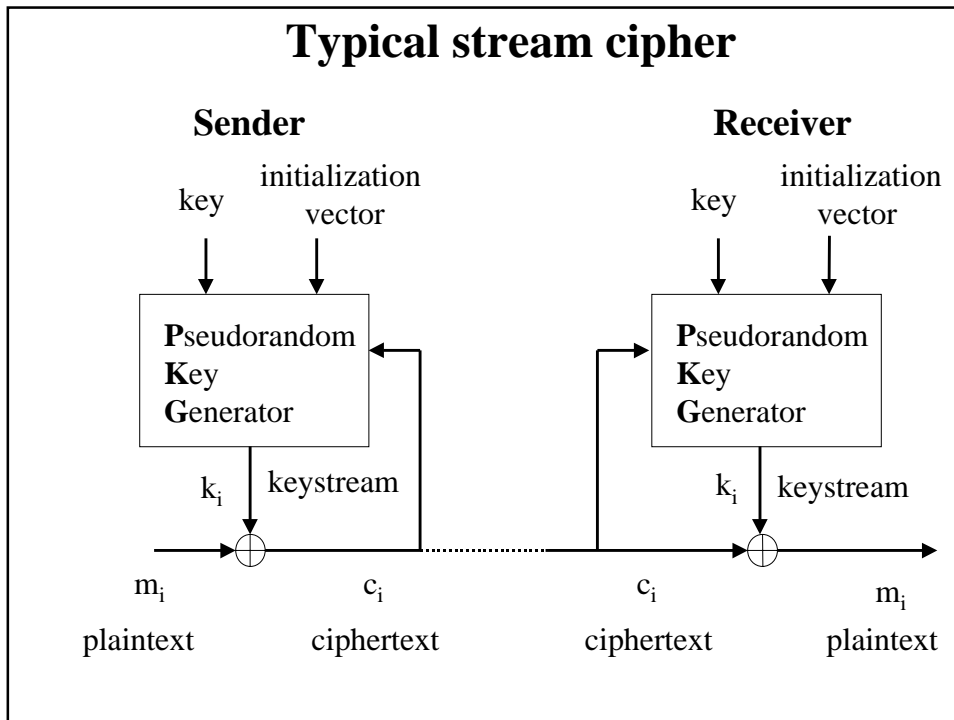 Typical stream cipher
Sender
Receiver
key
initialization
vector
key
initialization
vector
Pseudorandom
Key
Generator
Pseudorandom
Key
Generator
kᵢ
keystream
kᵢ
keystream
mᵢ
cᵢ
cᵢ
mᵢ
plaintext
ciphertext
ciphertext
plaintext